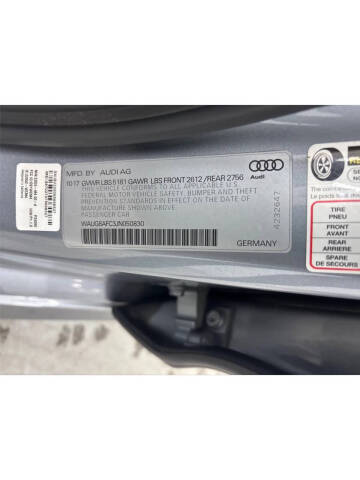 MFD. BY AUDI AG
10.17 GVWR LBS 5181 GAWR LBS FRONT 2612 /REAR 2756
THIS VEHICLE CONFORMS TO ALL APPLICABLE
FEDERAL MOTOR VEHICLE SAFETY, BUMPER AND THEFT
PREVENTION STANDARDS IN EFFECT ON THE DATE OF
MANUFACTURE SHOWN ABOVE
PASSENGER CAR
WAUG8AFC3JN050830
GERMANY
Audi
4232647
TIRE
PNEU
FRONT
AVANT
REAR
ARRIERE
SPARE
DE SECOURS